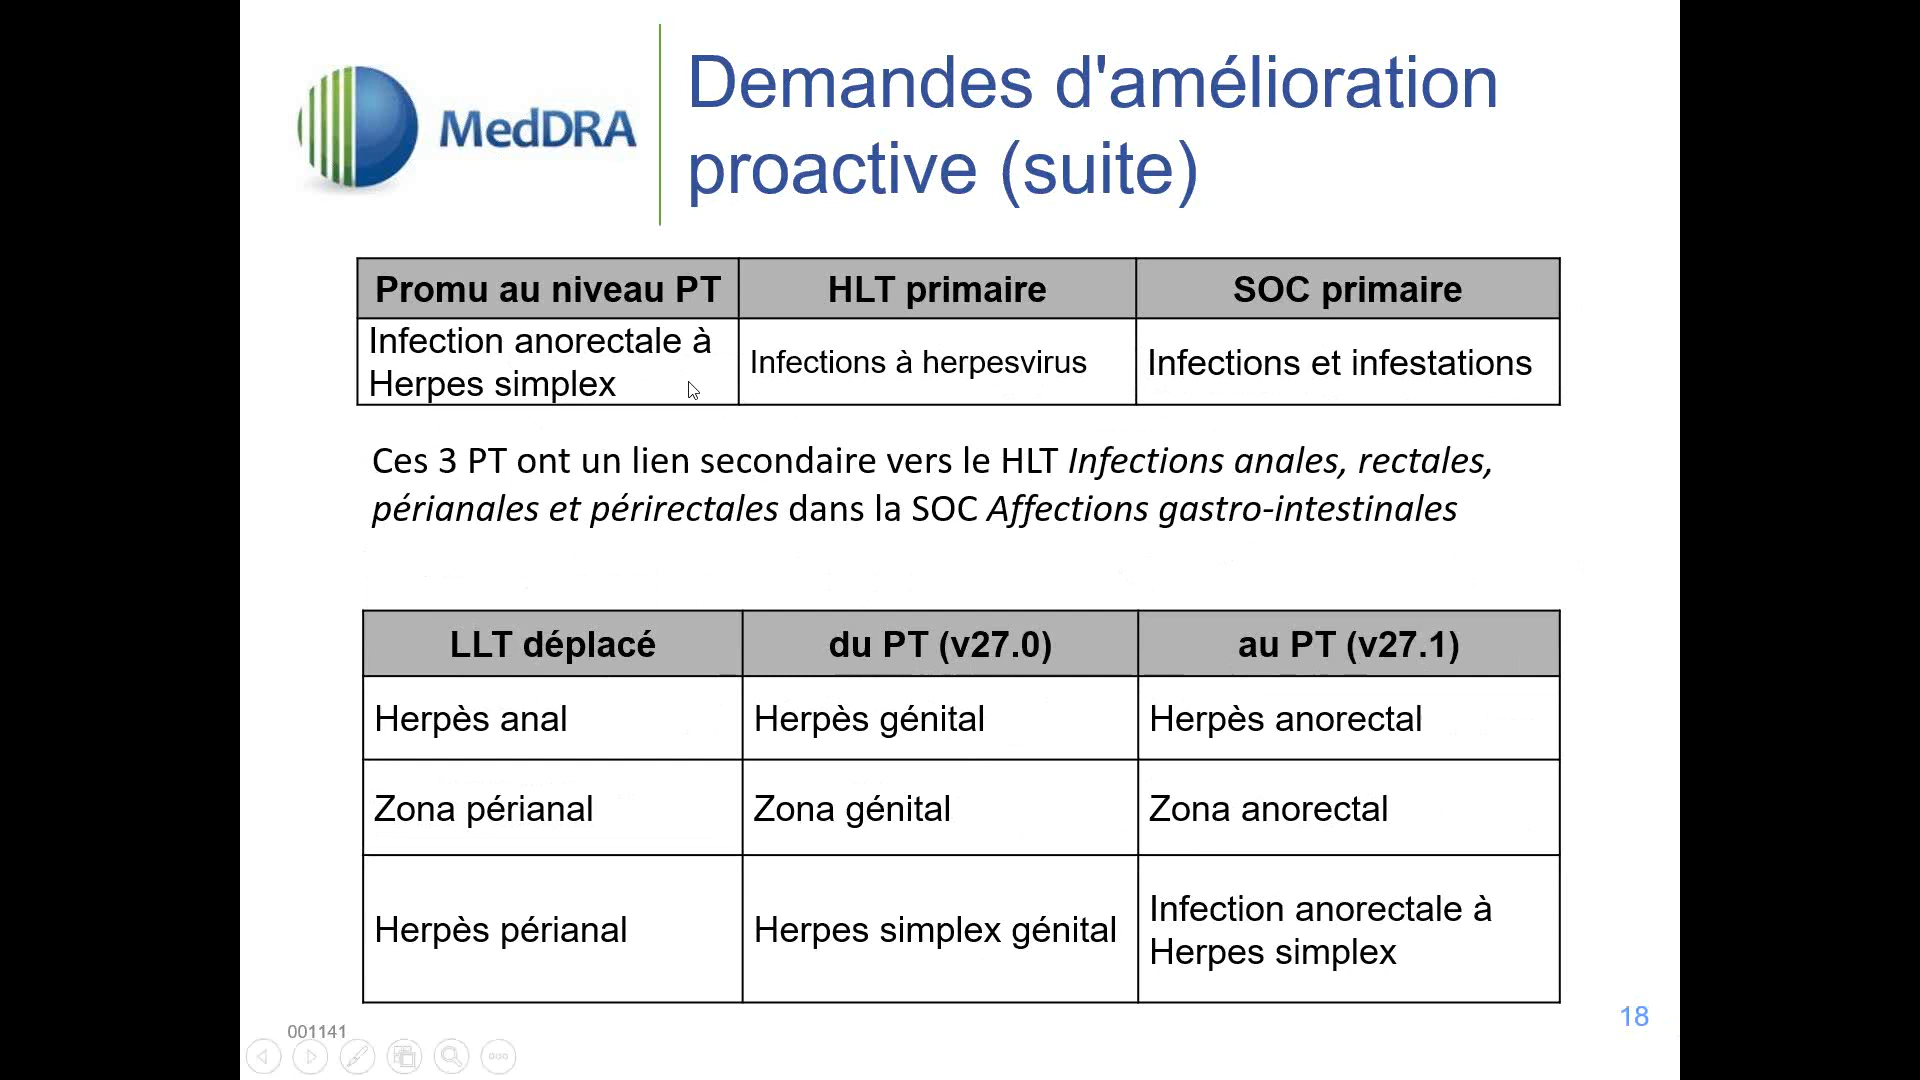 MedDRA
Demandes d'amélioration
proactive (suite)
Promu au niveau PT
HLT primaire
SOC primaire
Infection anorectale à
Herpes simplex
Infections à herpesvirus
Infections et infestations
Ces 3 PT ont un lien secondaire vers le HLT Infections anales, rectales,
périanales et périrectales dans la SOC Affections gastro-intestinales
LLT déplacé
du PT (v27.0)
au PT (v27.1)
Herpès anal
Herpès génital
Herpès anorectal
Zona périanal
Zona génital
Zona anorectal
Herpès périanal
Herpes simplex génital
Infection anorectale à
Herpes simplex
18
001141